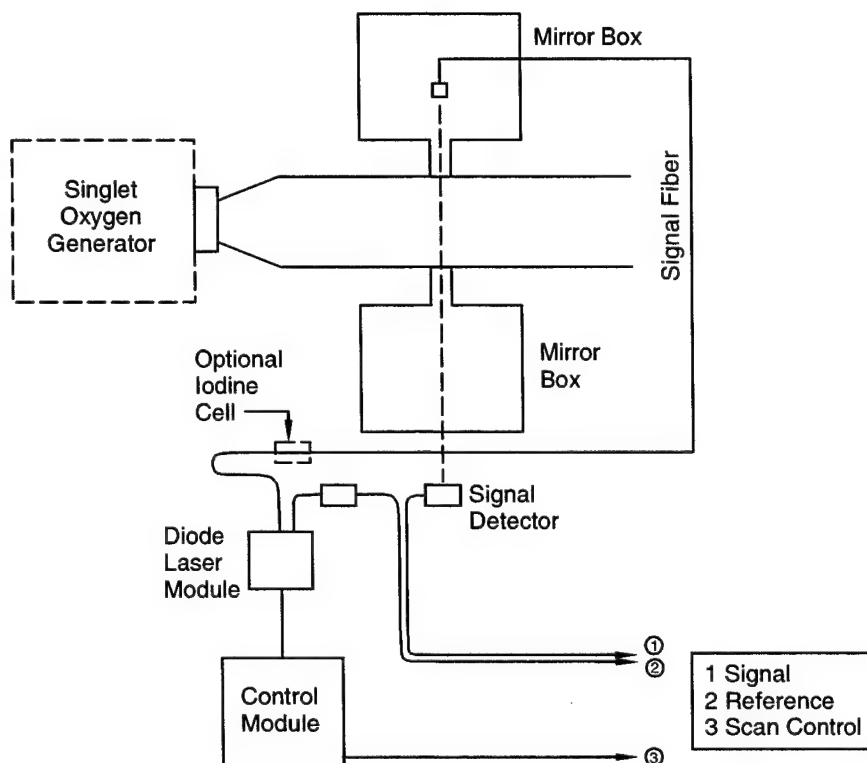 Mirror Box
Singlet
Oxygen
Generator
Signal Fiber
Mirror
Box
Optional
Iodine
Cell
Signal
Detector
Diode
Laser
Module
①
②
Control
Module
1 Signal
2 Reference
3 Scan Control
③